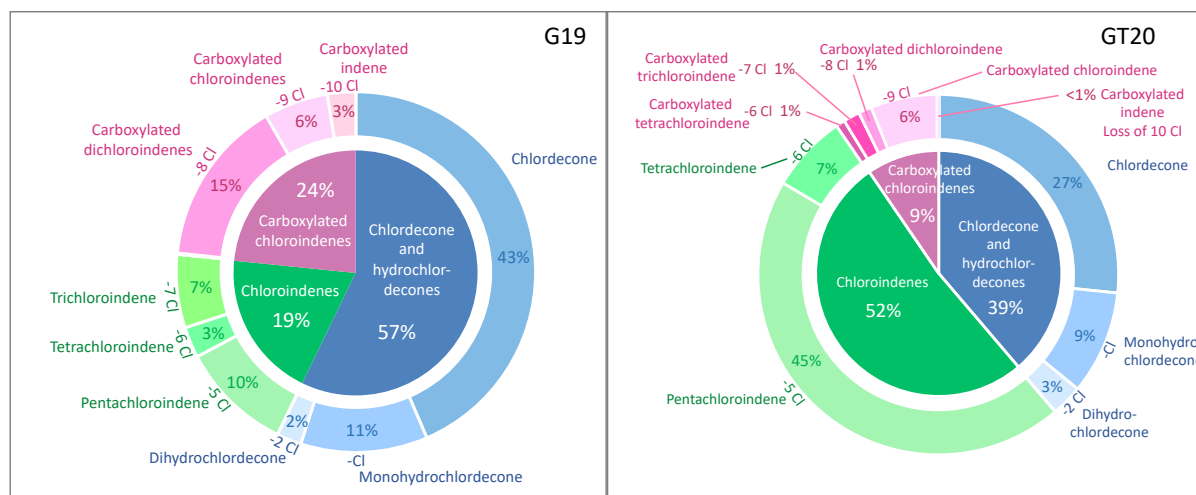 G19
Carboxylated
chloroindenes
-9 Cl
6%
Carboxylated
indene
-10 Cl
3%
Carboxylated
dichloroindenes
-8 Cl
15%
Chlordecone
43%
24%
Carboxylated
chloroindenes
Chlordecone
and
hydrochlor-
decones
57%
Chloroindenes
19%
Trichloroindene
-7 Cl
7%
Tetrachloroindene
-6 Cl
3%
Pentachloroindene
-5 Cl
10%
Dihydrochlordecone
-2 Cl
2%
-Cl
11%
Monohydrochlordecone
GT20
Carboxylated
trichloroindene
-7 Cl 1%
Carboxylated dichloroindene
-8 Cl 1%
Carboxylated chloroindene
-9 Cl
6%
<1% Carboxylated
indene
Loss of 10 Cl
Carboxylated
tetrachloroindene
-6 Cl 1%
Tetrachloroindene
-6 Cl
7%
Chlordecone
27%
Carboxylated
chloroindenes
9%
Chlordecone
and
hydrochlor-
decones
39%
Chloroindenes
52%
Pentachloroindene
-5 Cl
45%
9%
-Cl
Monohydro
chlordecone
3%
-2 Cl
Dihydro-
chlordecone